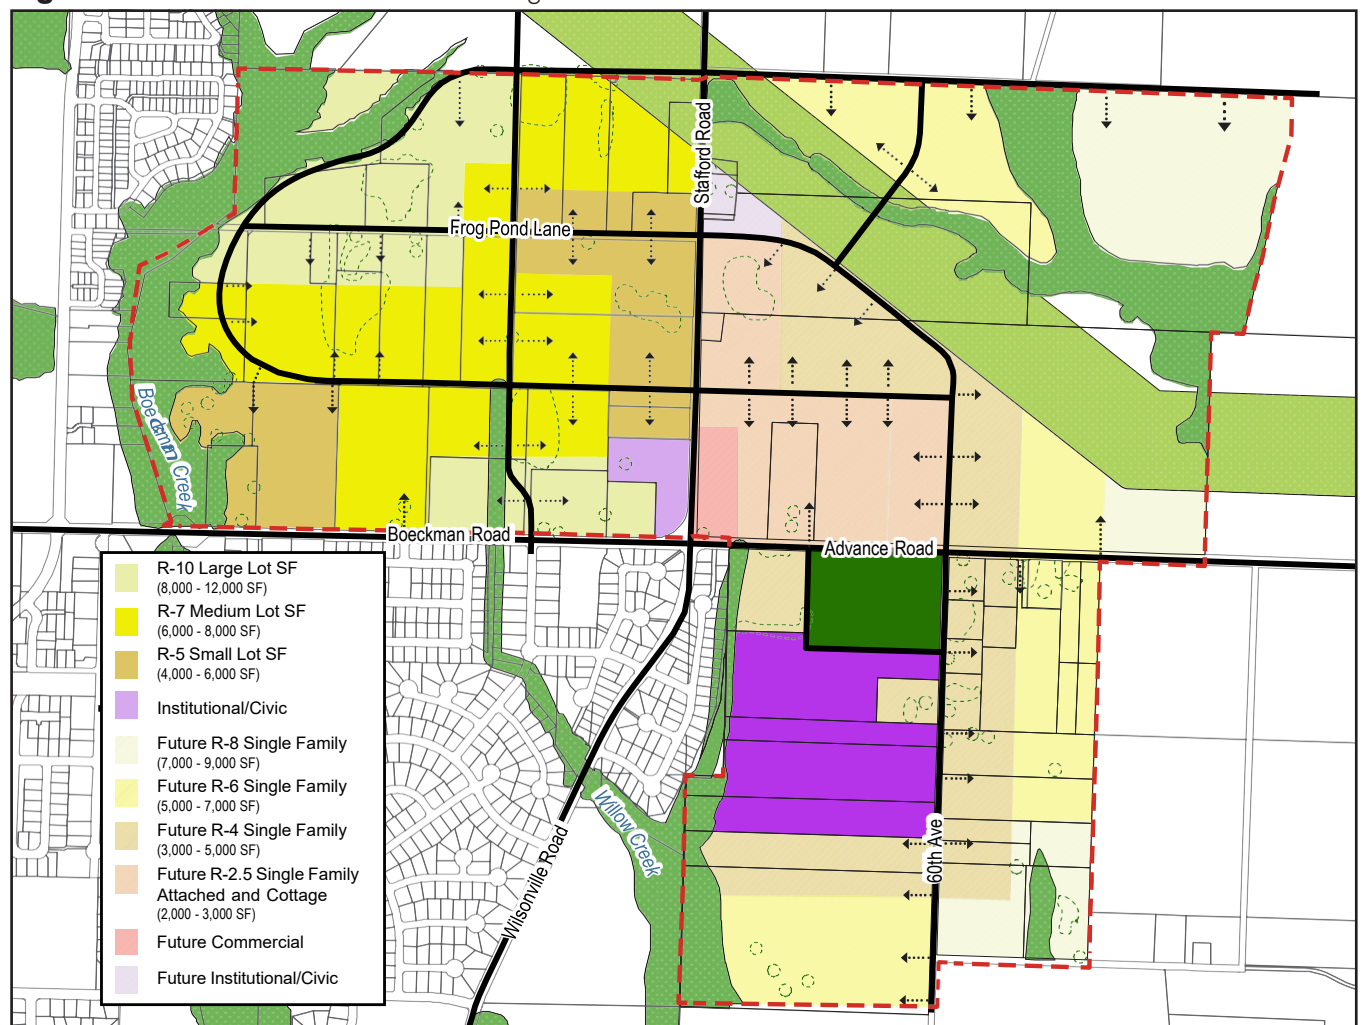 Stafford Road
Frog Pond Lane
Boeckman Creek
Boeckman Road
Advance Road
R-10 Large Lot SF
(8,000 - 12,000 SF)
R-7 Medium Lot SF
(6,000 - 8,000 SF)
R-5 Small Lot SF
(4,000 - 6,000 SF)
Institutional/Civic
Future R-8 Single Family
(7,000 - 9,000 SF)
Future R-6 Single Family
(5,000 - 7,000 SF)
Future R-4 Single Family
(3,000 - 5,000 SF)
Future R-2.5 Single Family
Attached and Cottage
(2,000 - 3,000 SF)
Future Commercial
Future Institutional/Civic
Willow Creek
Wilsonville Road
60th Ave